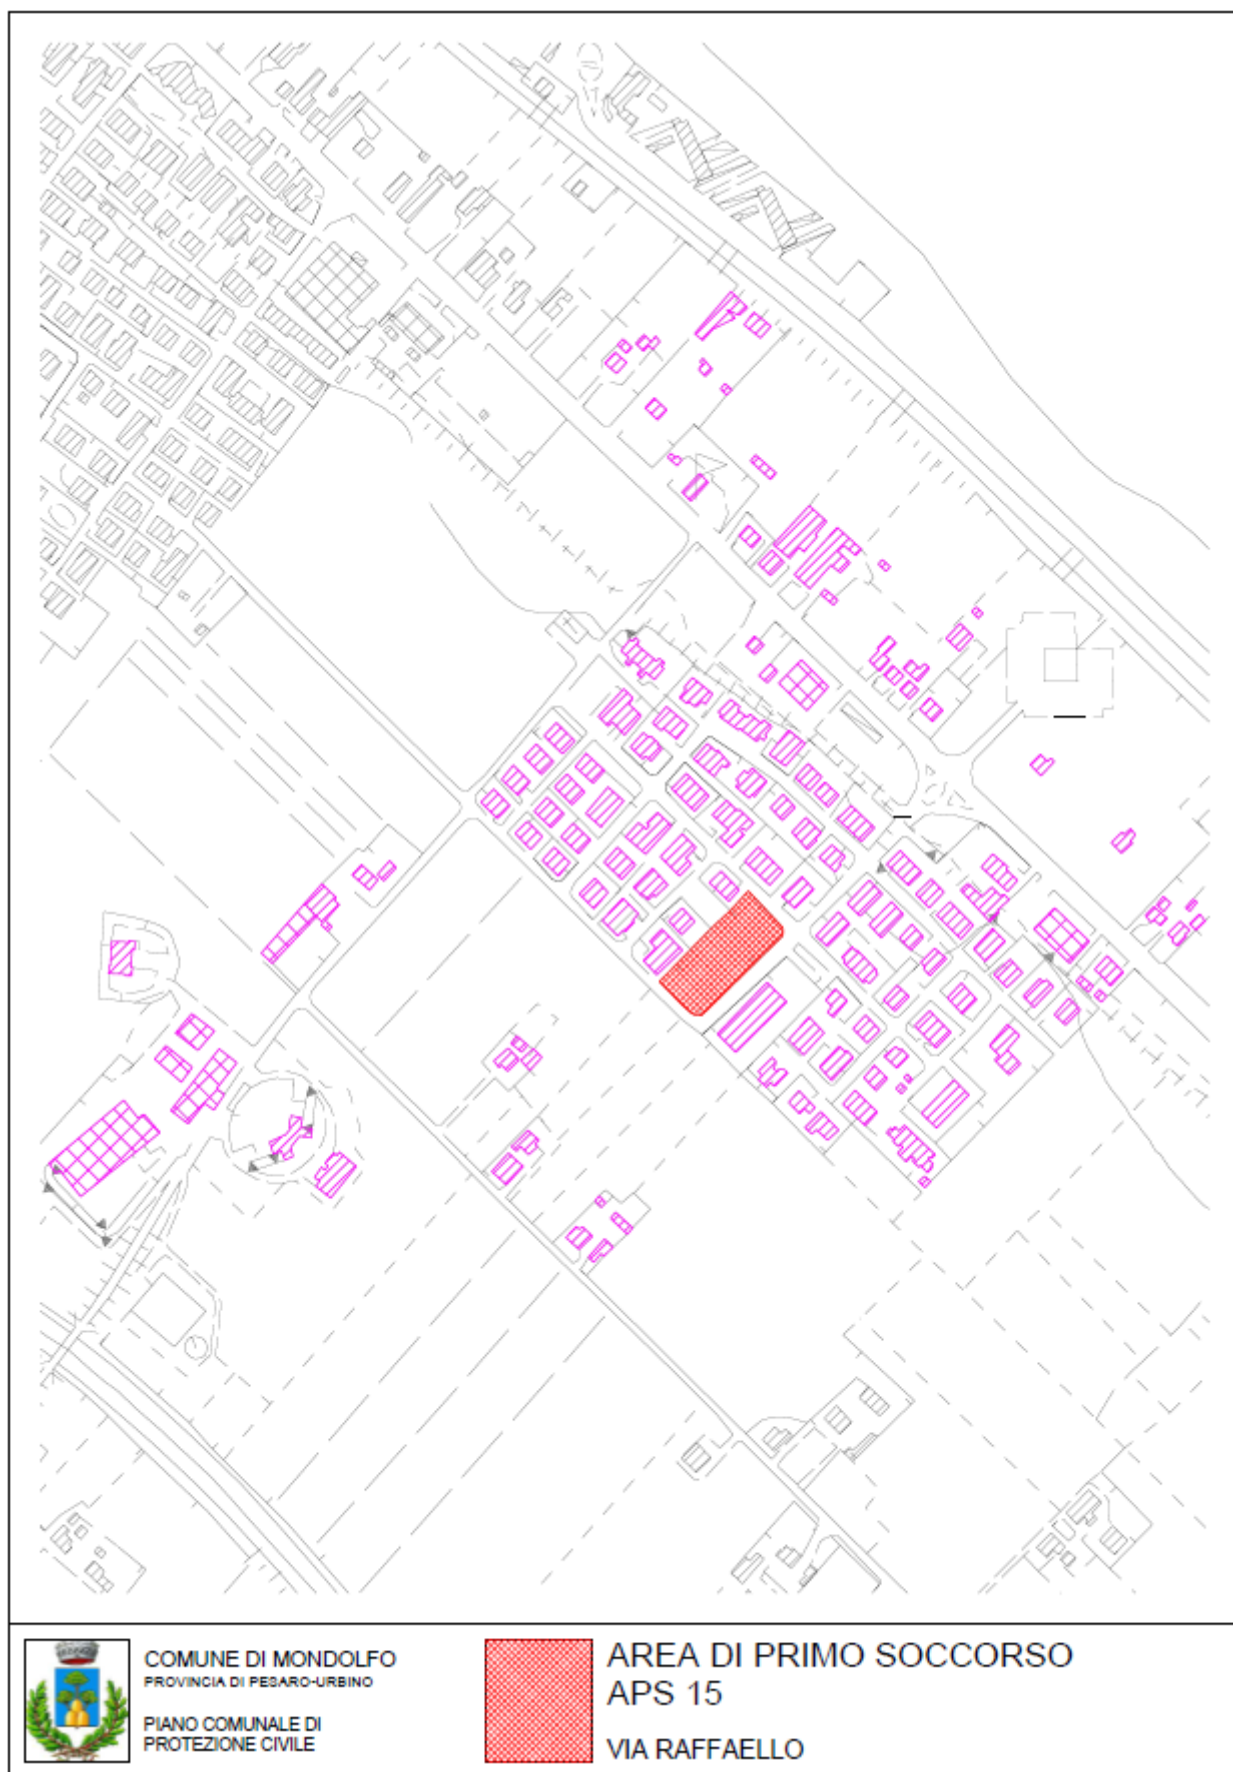 COMUNE DI MONDOLFO
PROVINCIA DI PESARO-URBINO
PIANO COMUNALE DI
PROTEZIONE CIVILE
AREA DI PRIMO SOCCORSO
APS 15
VIA RAFFAELLO